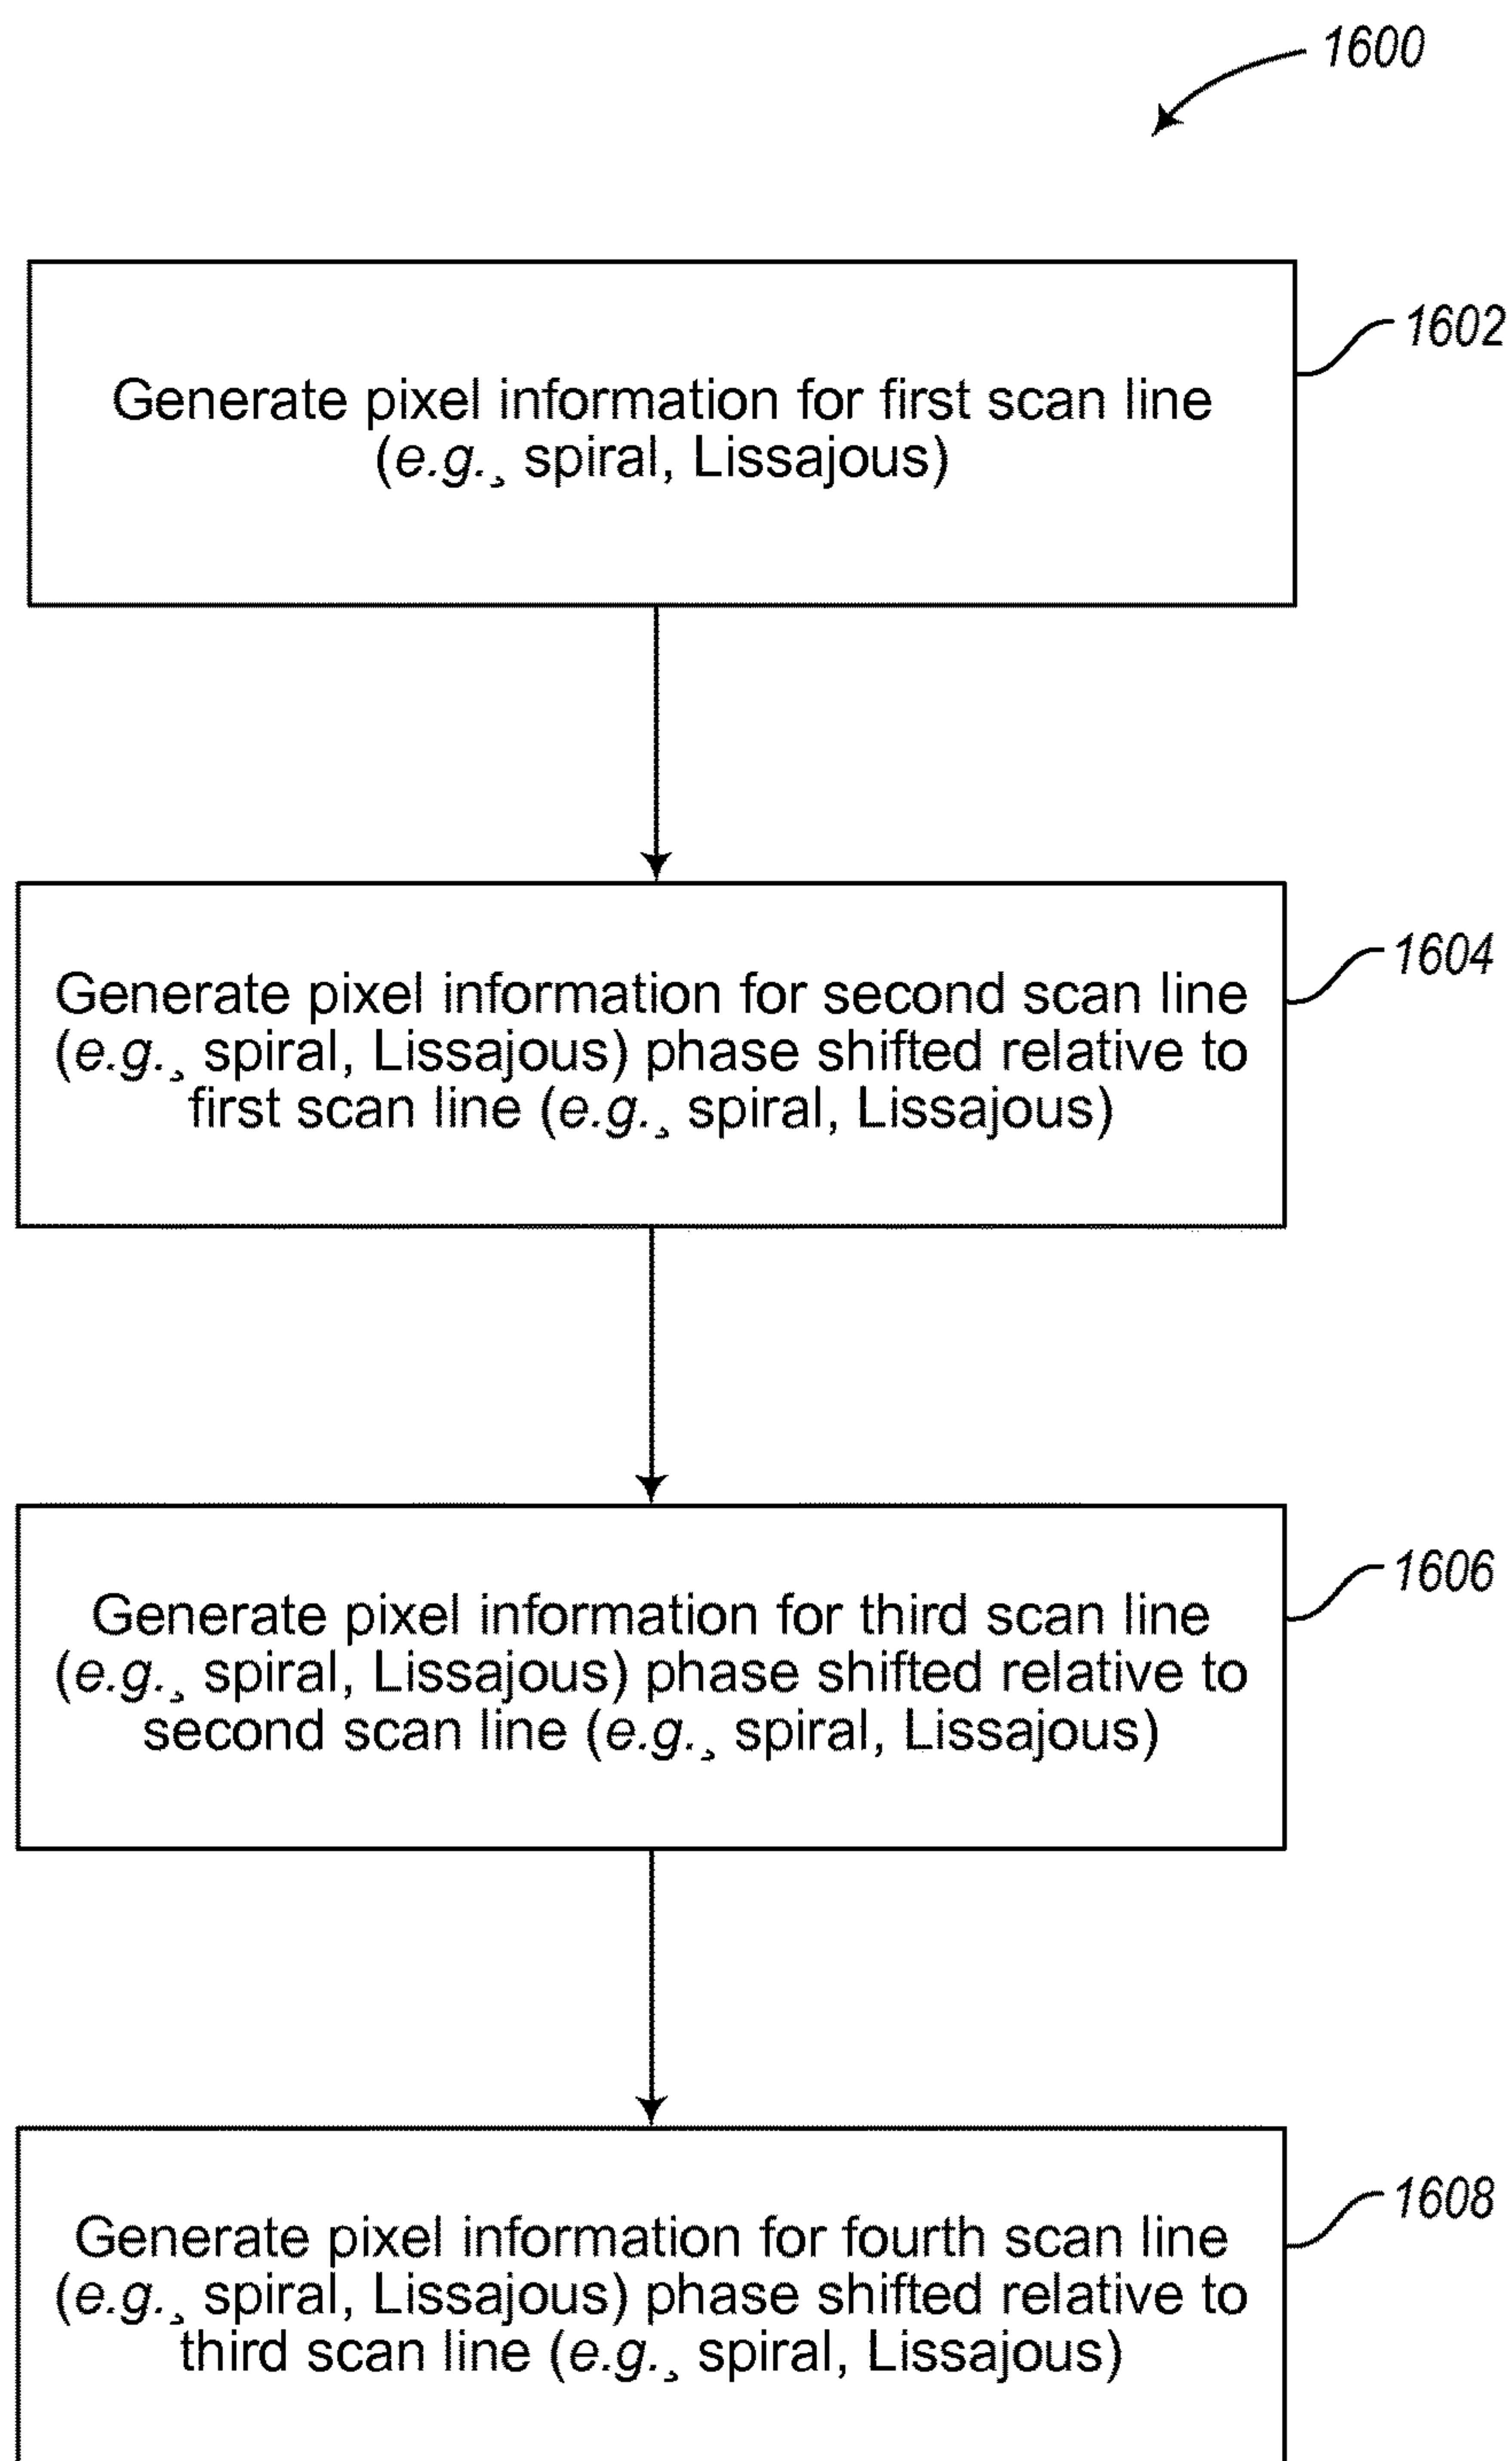 1600
1602
Generate pixel information for first scan line
(e.g.¸ spiral, Lissajous)
1604
Generate pixel information for second scan line
(e.g.¸ spiral, Lissajous) phase shifted relative to
first scan line (e.g.¸ spiral, Lissajous)
1606
Generate pixel information for third scan line
(e.g.¸ spiral, Lissajous) phase shifted relative to
second scan line (e.g.¸ spiral, Lissajous)
1608
Generate pixel information for fourth scan line
(e.g.¸ spiral, Lissajous) phase shifted relative to
third scan line (e.g.¸ spiral, Lissajous)